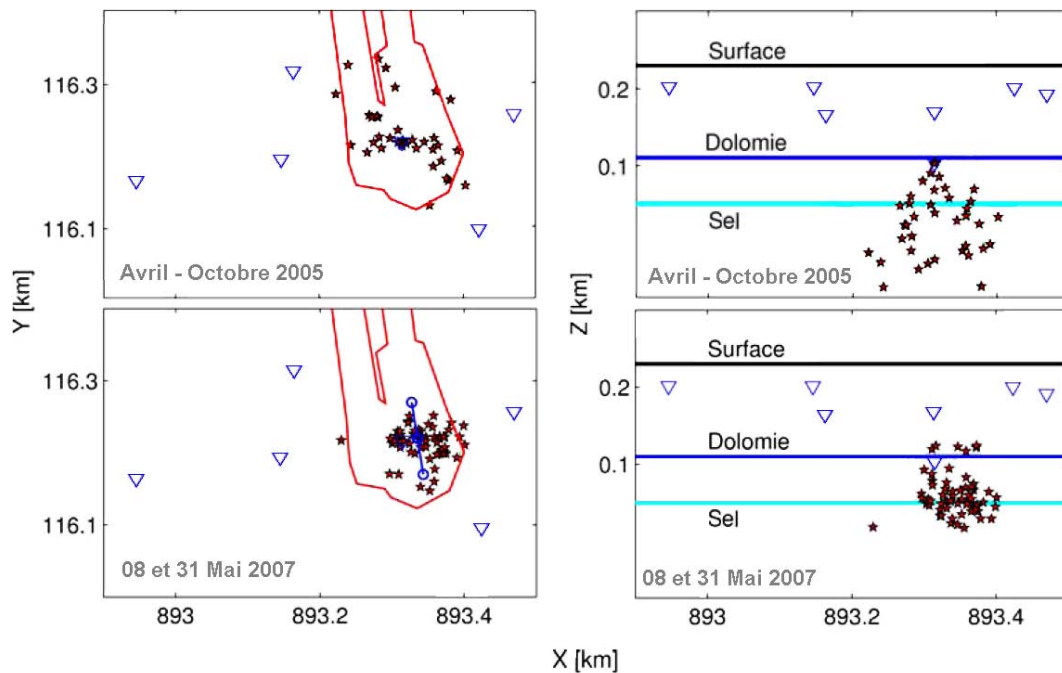 116.3
116.1
Avril - Octobre 2005
Y [km]
116.3
116.1
08 et 31 Mai 2007
893
893.2
893.4
Surface
0.2
Dolomie
0.1
Sel
Avril - Octobre 2005
Z [km]
Surface
0.2
Dolomie
0.1
Sel
08 et 31 Mai 2007
893
893.2
893.4
X [km]